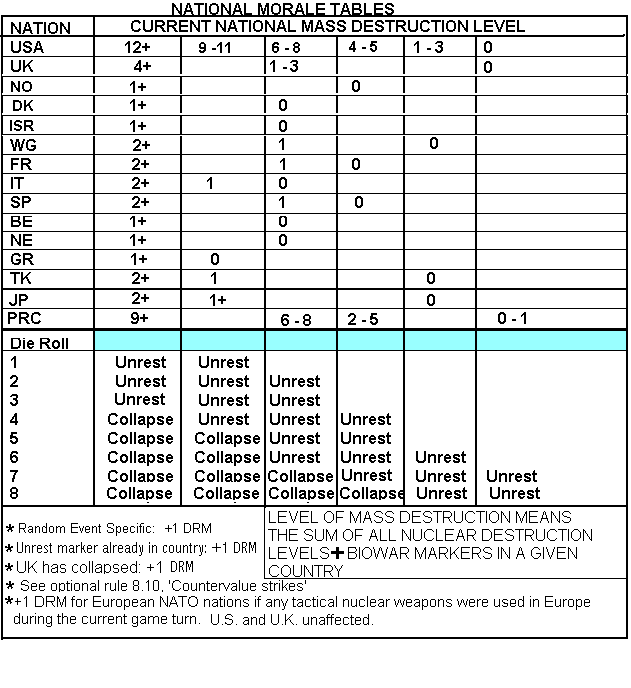 NATIONAL MORALE TABLES
NATION CURRENT NATIONAL MASS DESTRUCTION LEVEL
USA 12+ 9 -11 6 - 8 4 - 5 1 - 3 0
UK 4+ 1 - 3 0
NO 1+ 0
DK 1+ 0
ISR 1+ 0
WG 2+ 1 0
FR 2+ 1 0
IT 2+ 1 0
SP 2+ 1 0
BE 1+ 0
NE 1+ 0
GR 1+ 0
TK 2+ 1 0
JP 2+ 1+ 0
PRC 9+ 6 - 8 2 - 5 0 - 1
Die Roll
1 Unrest Unrest
2 Unrest Unrest Unrest
3 Unrest Unrest Unrest
4 Collapse Unrest Unrest Unrest
5 Collapse Collapse Unrest Unrest
6 Collapse Collapse Unrest Unrest Unrest
7 Collapse Collapse Collapse Unrest Unrest Unrest
8 Collapse Collapse Collapse Collapse Unrest Unrest
* Random Event Specific: +1 DRM
* Unrest marker already in country: +1 DRM
* UK has collapsed: +1 DRM
LEVEL OF MASS DESTRUCTION MEANS
THE SUM OF ALL NUCLEAR DESTRUCTION
LEVELS+BIOWAR MARKERS IN A GIVEN
COUNTRY
* See optional rule 8.10, 'Countervalue strikes'
*+1 DRM for European NATO nations if any tactical nuclear weapons were used in Europe
during the current game turn. U.S. and U.K. unaffected.